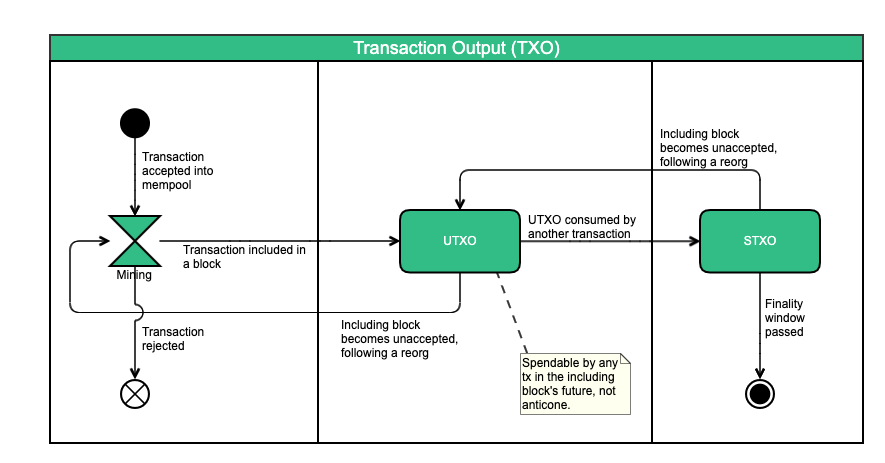 Transaction Output (TXO)
Transaction
accepted into
mempool
Mining
Transaction included in
a block
Transaction
rejected
UTXO
Including block
becomes unaccepted,
following a reorg
Spendable by any
tx in the including
block's future, not
anticone.
UTXO consumed by
another transaction
Including block
becomes unaccepted,
following a reorg
STXO
Finality
window
passed